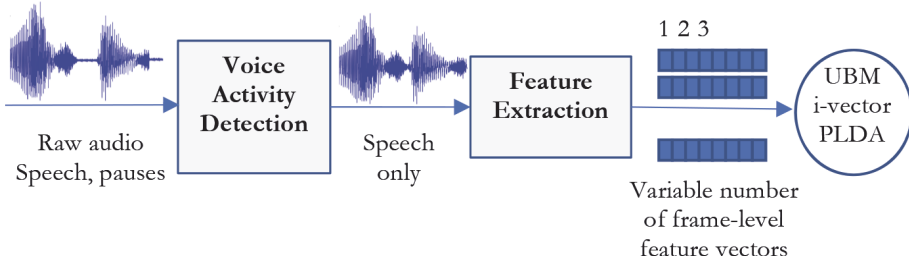 Raw audio
Speech, pauses
Voice
Activity
Detection
Speech
only
Feature
Extraction
1 2 3
Variable number
of frame-level
feature vectors
UBM
i-vector
PLDA